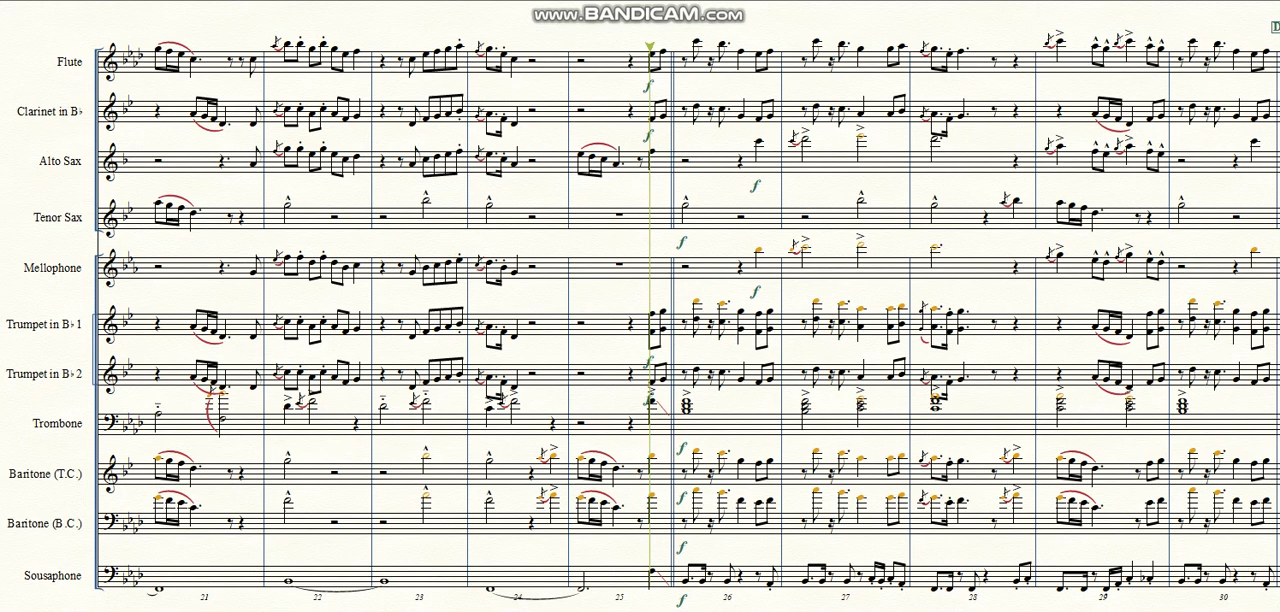 www.BANDICAM.com
D
Flute
f
Clarinet in B♭
f
Alto Sax
f
Tenor Sax
f
Mellophone
f
Trumpet in B♭ 1
f
Trumpet in B♭ 2
f
Trombone
f
Baritone (T.C.)
f
Baritone (B.C.)
f
Sousaphone
f
21 22 23 24 25 26 27 28 29 30